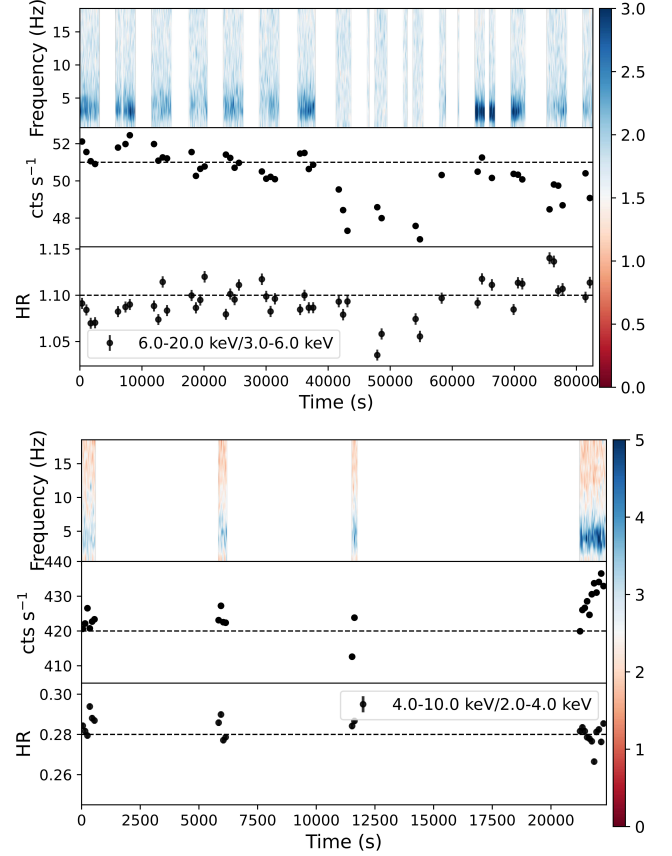 Frequency (Hz)
15
10
5
3.0
2.5
2.0
1.5
1.0
0.5
0.0
cts s⁻¹
52
50
48
HR
1.15
1.10
1.05
6.0-20.0 keV/3.0-6.0 keV
0 10000 20000 30000 40000 50000 60000 70000 80000
Time (s)
Frequency (Hz)
15
10
5
5
4
3
2
1
0
cts s⁻¹
440
430
420
410
HR
0.30
0.28
0.26
4.0-10.0 keV/2.0-4.0 keV
0 2500 5000 7500 10000 12500 15000 17500 20000
Time (s)